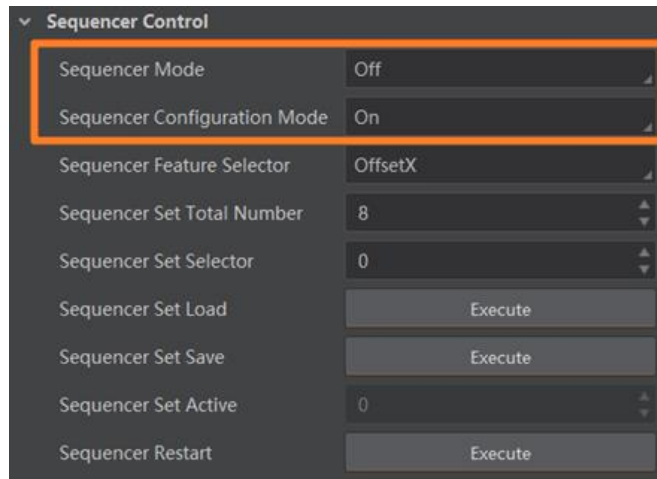 Sequencer Control
Sequencer Mode Off
Sequencer Configuration Mode On
Sequencer Feature Selector OffsetX
Sequencer Set Total Number 8
Sequencer Set Selector 0
Sequencer Set Load Execute
Sequencer Set Save Execute
Sequencer Set Active 0
Sequencer Restart Execute